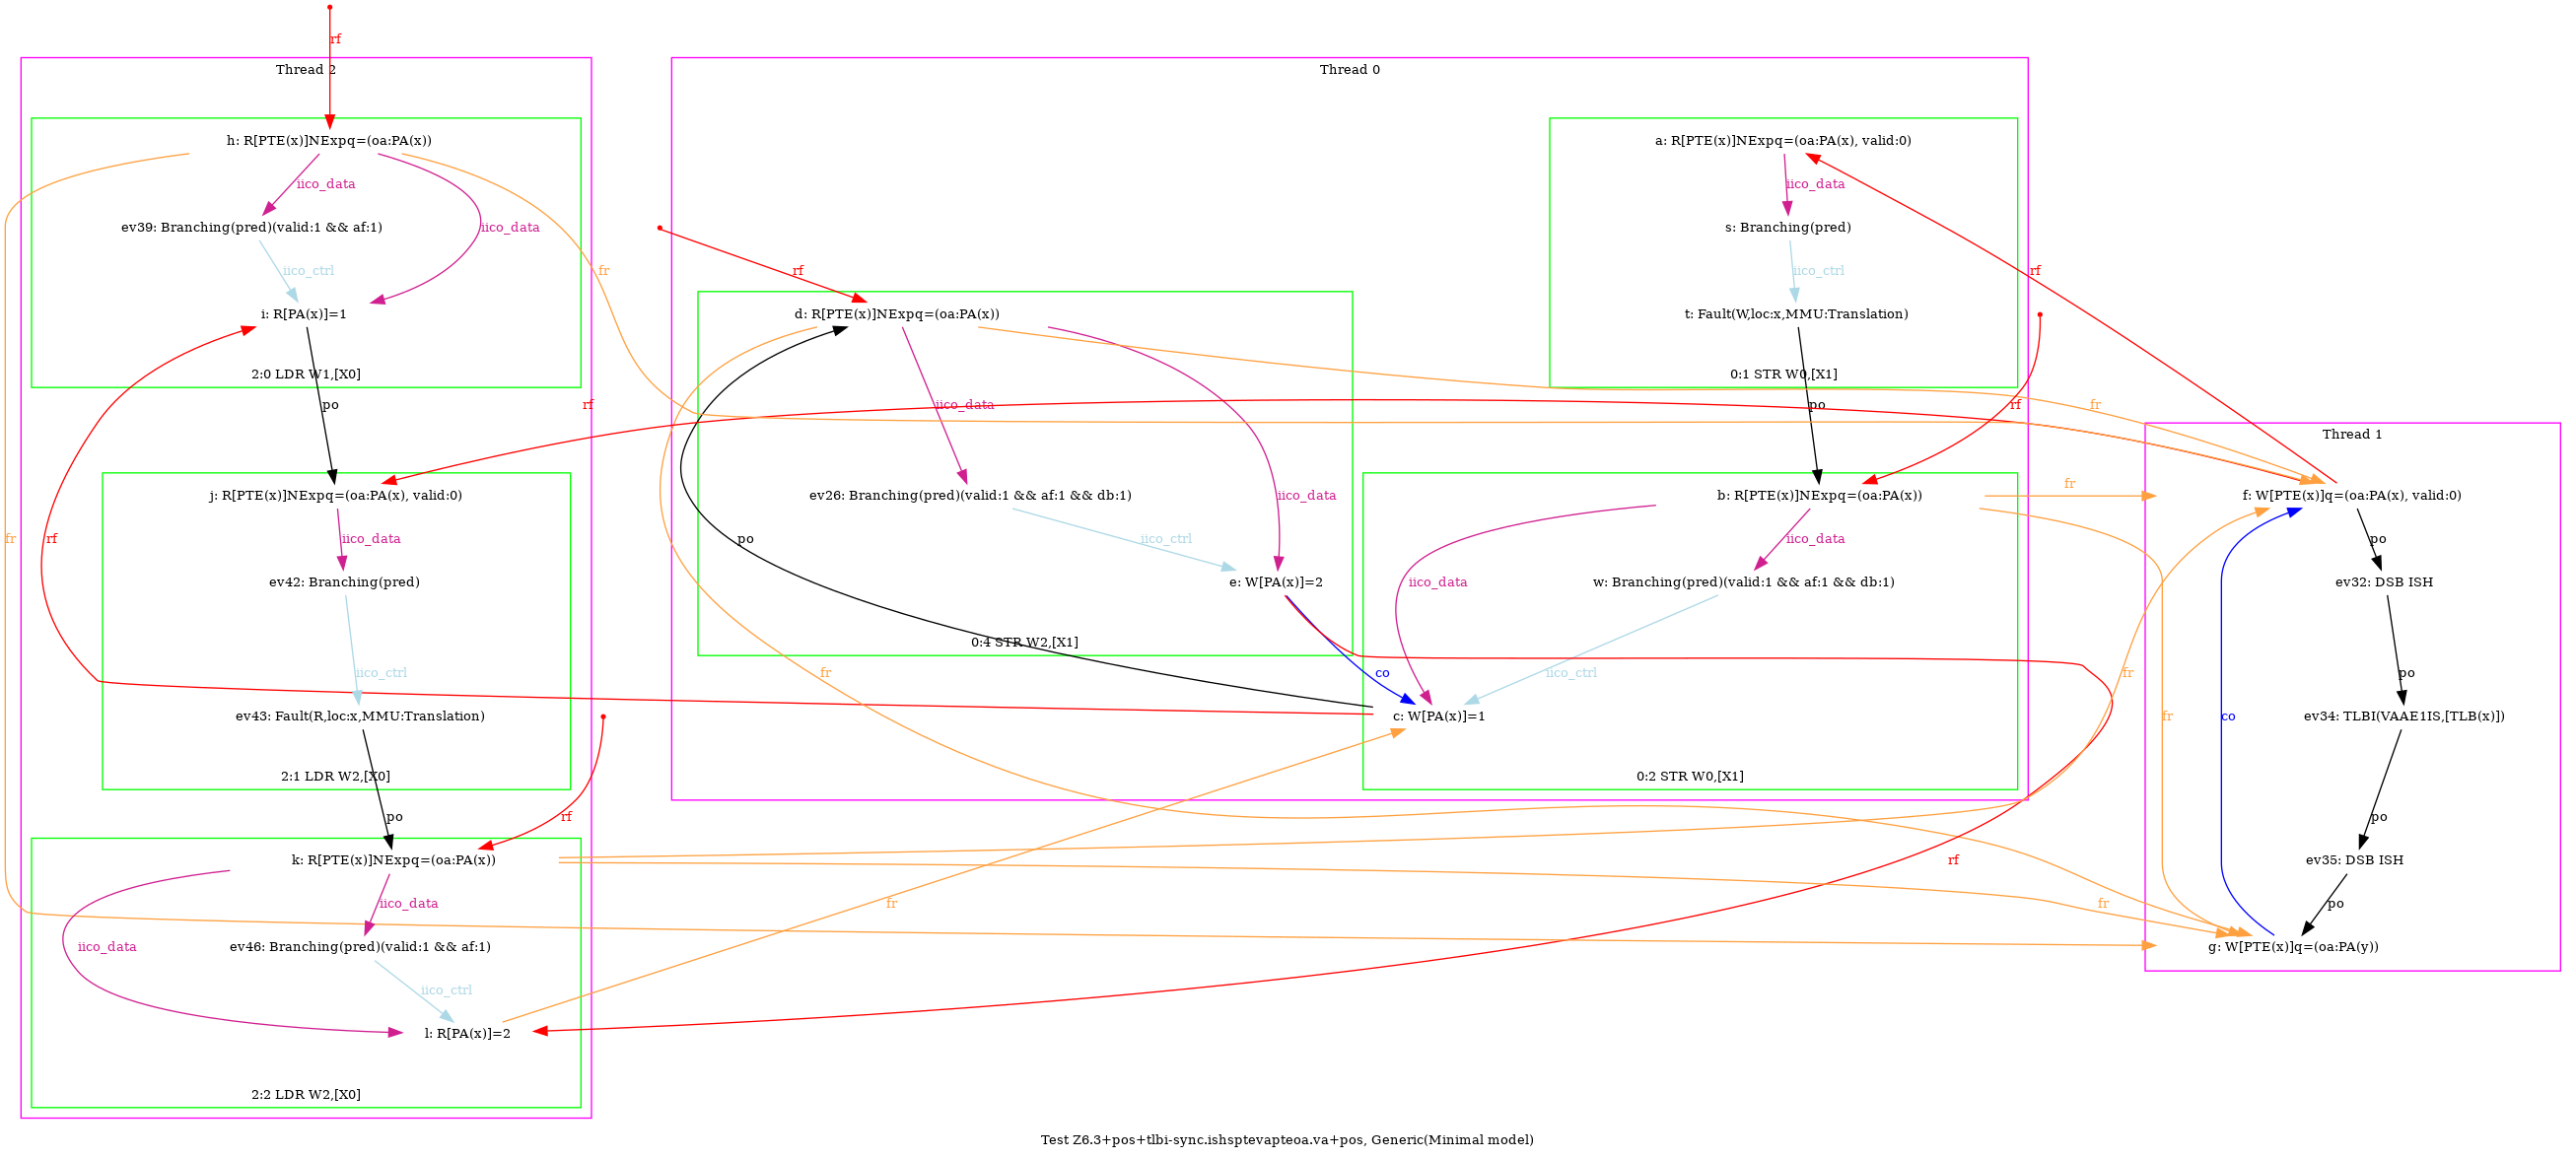 rf
Thread 2
Thread 0
h: R[PTE(x)]NExpq=(oa:PA(x))
a: R[PTE(x)]NExpq=(oa:PA(x), valid:0)
iico_data
iico_data
ev39: Branching(pred)(valid:1 && af:1)
iico_data
s: Branching(pred)
iico_ctrl
fr
rf
iico_ctrl
rf
i: R[PA(x)]=1
d: R[PTE(x)]NExpq=(oa:PA(x))
t: Fault(W,loc:x,MMU:Translation)
2:0 LDR W1,[X0]
0:1 STR W0,[X1]
po
rf
iico_data
po
rf
fr
Thread 1
j: R[PTE(x)]NExpq=(oa:PA(x), valid:0)
ev26: Branching(pred)(valid:1 && af:1 && db:1)
iico_data
b: R[PTE(x)]NExpq=(oa:PA(x))
fr
f: W[PTE(x)]q=(oa:PA(x), valid:0)
fr
rf
iico_data
po
iico_ctrl
iico_data
po
ev42: Branching(pred)
e: W[PA(x)]=2
iico_data
w: Branching(pred)(valid:1 && af:1 && db:1)
ev32: DSB ISH
0:4 STR W2,[X1]
iico_ctrl
fr
co
iico_ctrl
fr
po
ev43: Fault(R,loc:x,MMU:Translation)
c: W[PA(x)]=1
fr
co
ev34: TLBI(VAAE1IS,[TLB(x)])
2:1 LDR W2,[X0]
0:2 STR W0,[X1]
po
rf
po
k: R[PTE(x)]NExpq=(oa:PA(x))
rf
ev35: DSB ISH
iico_data
fr
fr
po
iico_data
ev46: Branching(pred)(valid:1 && af:1)
g: W[PTE(x)]q=(oa:PA(y))
iico_ctrl
l: R[PA(x)]=2
2:2 LDR W2,[X0]
Test Z6.3+pos+tlbi-sync.ishsptevapteoa.va+pos, Generic(Minimal model)